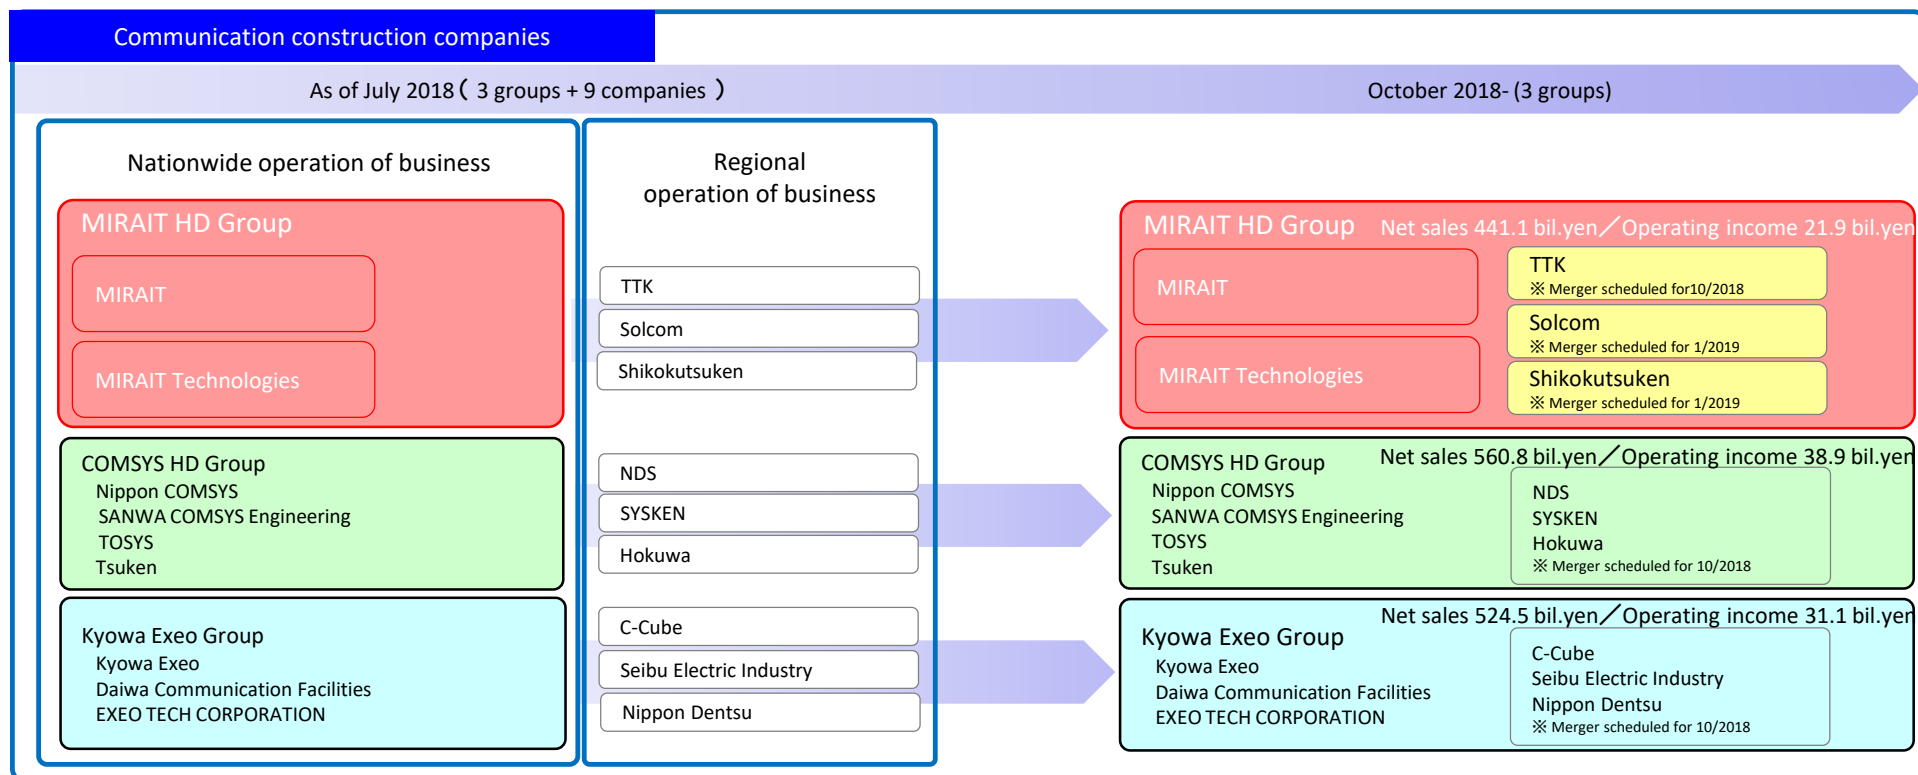 Communication construction companies
As of July 2018 ( 3 groups + 9 companies )
October 2018- (3 groups)
Nationwide operation of business
MIRAIT HD Group
MIRAIT
MIRAIT Technologies
COMSYS HD Group
Nippon COMSYS
SANWA COMSYS Engineering
TOSYS
Tsuken
Kyowa Exeo Group
Kyowa Exeo
Daiwa Communication Facilities
EXEO TECH CORPORATION
Regional
operation of business
TTK
Solcom
Shikokutsuken
NDS
SYSKEN
Hokuwa
C-Cube
Seibu Electric Industry
Nippon Dentsu
MIRAIT HD Group
Net sales 441.1 bil.yen／Operating income 21.9 bil.yen
MIRAIT
MIRAIT Technologies
TTK
※ Merger scheduled for10/2018
Solcom
※ Merger scheduled for 1/2019
Shikokutsuken
※ Merger scheduled for 1/2019
COMSYS HD Group
Net sales 560.8 bil.yen／Operating income 38.9 bil.yen
Nippon COMSYS
SANWA COMSYS Engineering
TOSYS
Tsuken
NDS
SYSKEN
Hokuwa
※ Merger scheduled for 10/2018
Kyowa Exeo Group
Net sales 524.5 bil.yen／Operating income 31.1 bil.yen
Kyowa Exeo
Daiwa Communication Facilities
EXEO TECH CORPORATION
C-Cube
Seibu Electric Industry
Nippon Dentsu
※ Merger scheduled for 10/2018